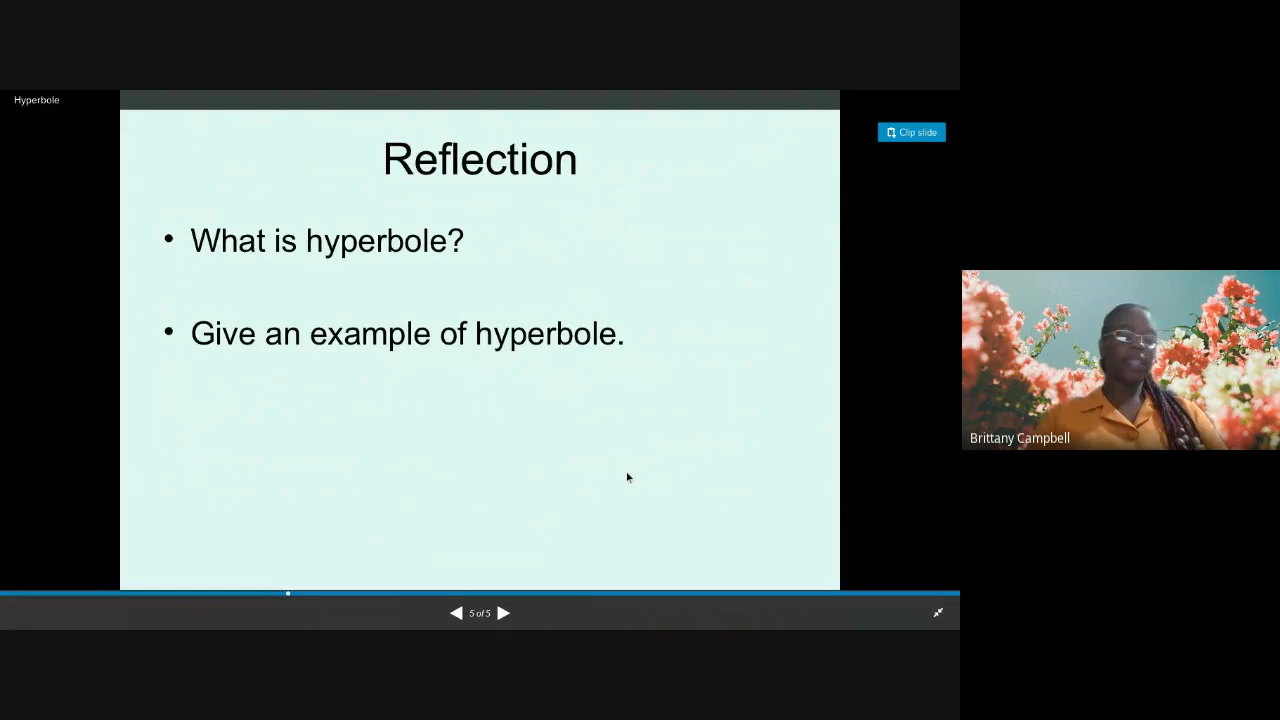 Hyperbole
Clip slide
Reflection
• What is hyperbole?
• Give an example of hyperbole.
Brittany Campbell
5 of 5